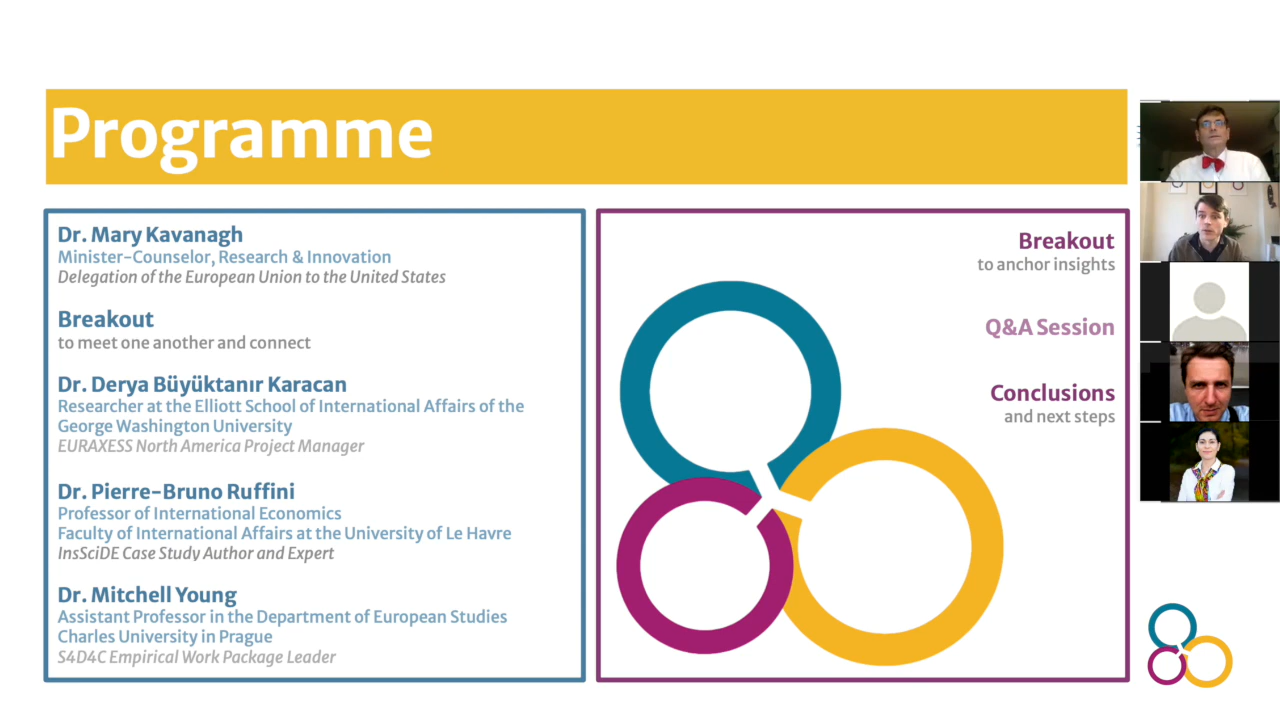 Programme
Dr. Mary Kavanagh
Minister-Counselor, Research & Innovation
Delegation of the European Union to the United States
Breakout
to meet one another and connect
Dr. Derya Büyüktanır Karacan
Researcher at the Elliott School of International Affairs of the
George Washington University
EURAXESS North America Project Manager
Dr. Pierre-Bruno Ruffini
Professor of International Economics
Faculty of International Affairs at the University of Le Havre
InsSciDE Case Study Author and Expert
Dr. Mitchell Young
Assistant Professor in the Department of European Studies
Charles University in Prague
S4D4C Empirical Work Package Leader
Breakout
to anchor insights
Q&A Session
Conclusions
and next steps